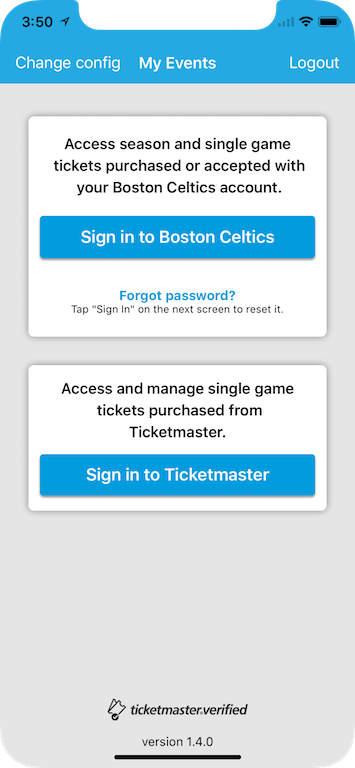 3:50
Change config My Events Logout
Access season and single game
tickets purchased or accepted with
your Boston Celtics account.
Sign in to Boston Celtics
Forgot password?
Tap "Sign In" on the next screen to reset it.
Access and manage single game
tickets purchased from
Ticketmaster.
Sign in to Ticketmaster
ticketmaster.verified
version 1.4.0